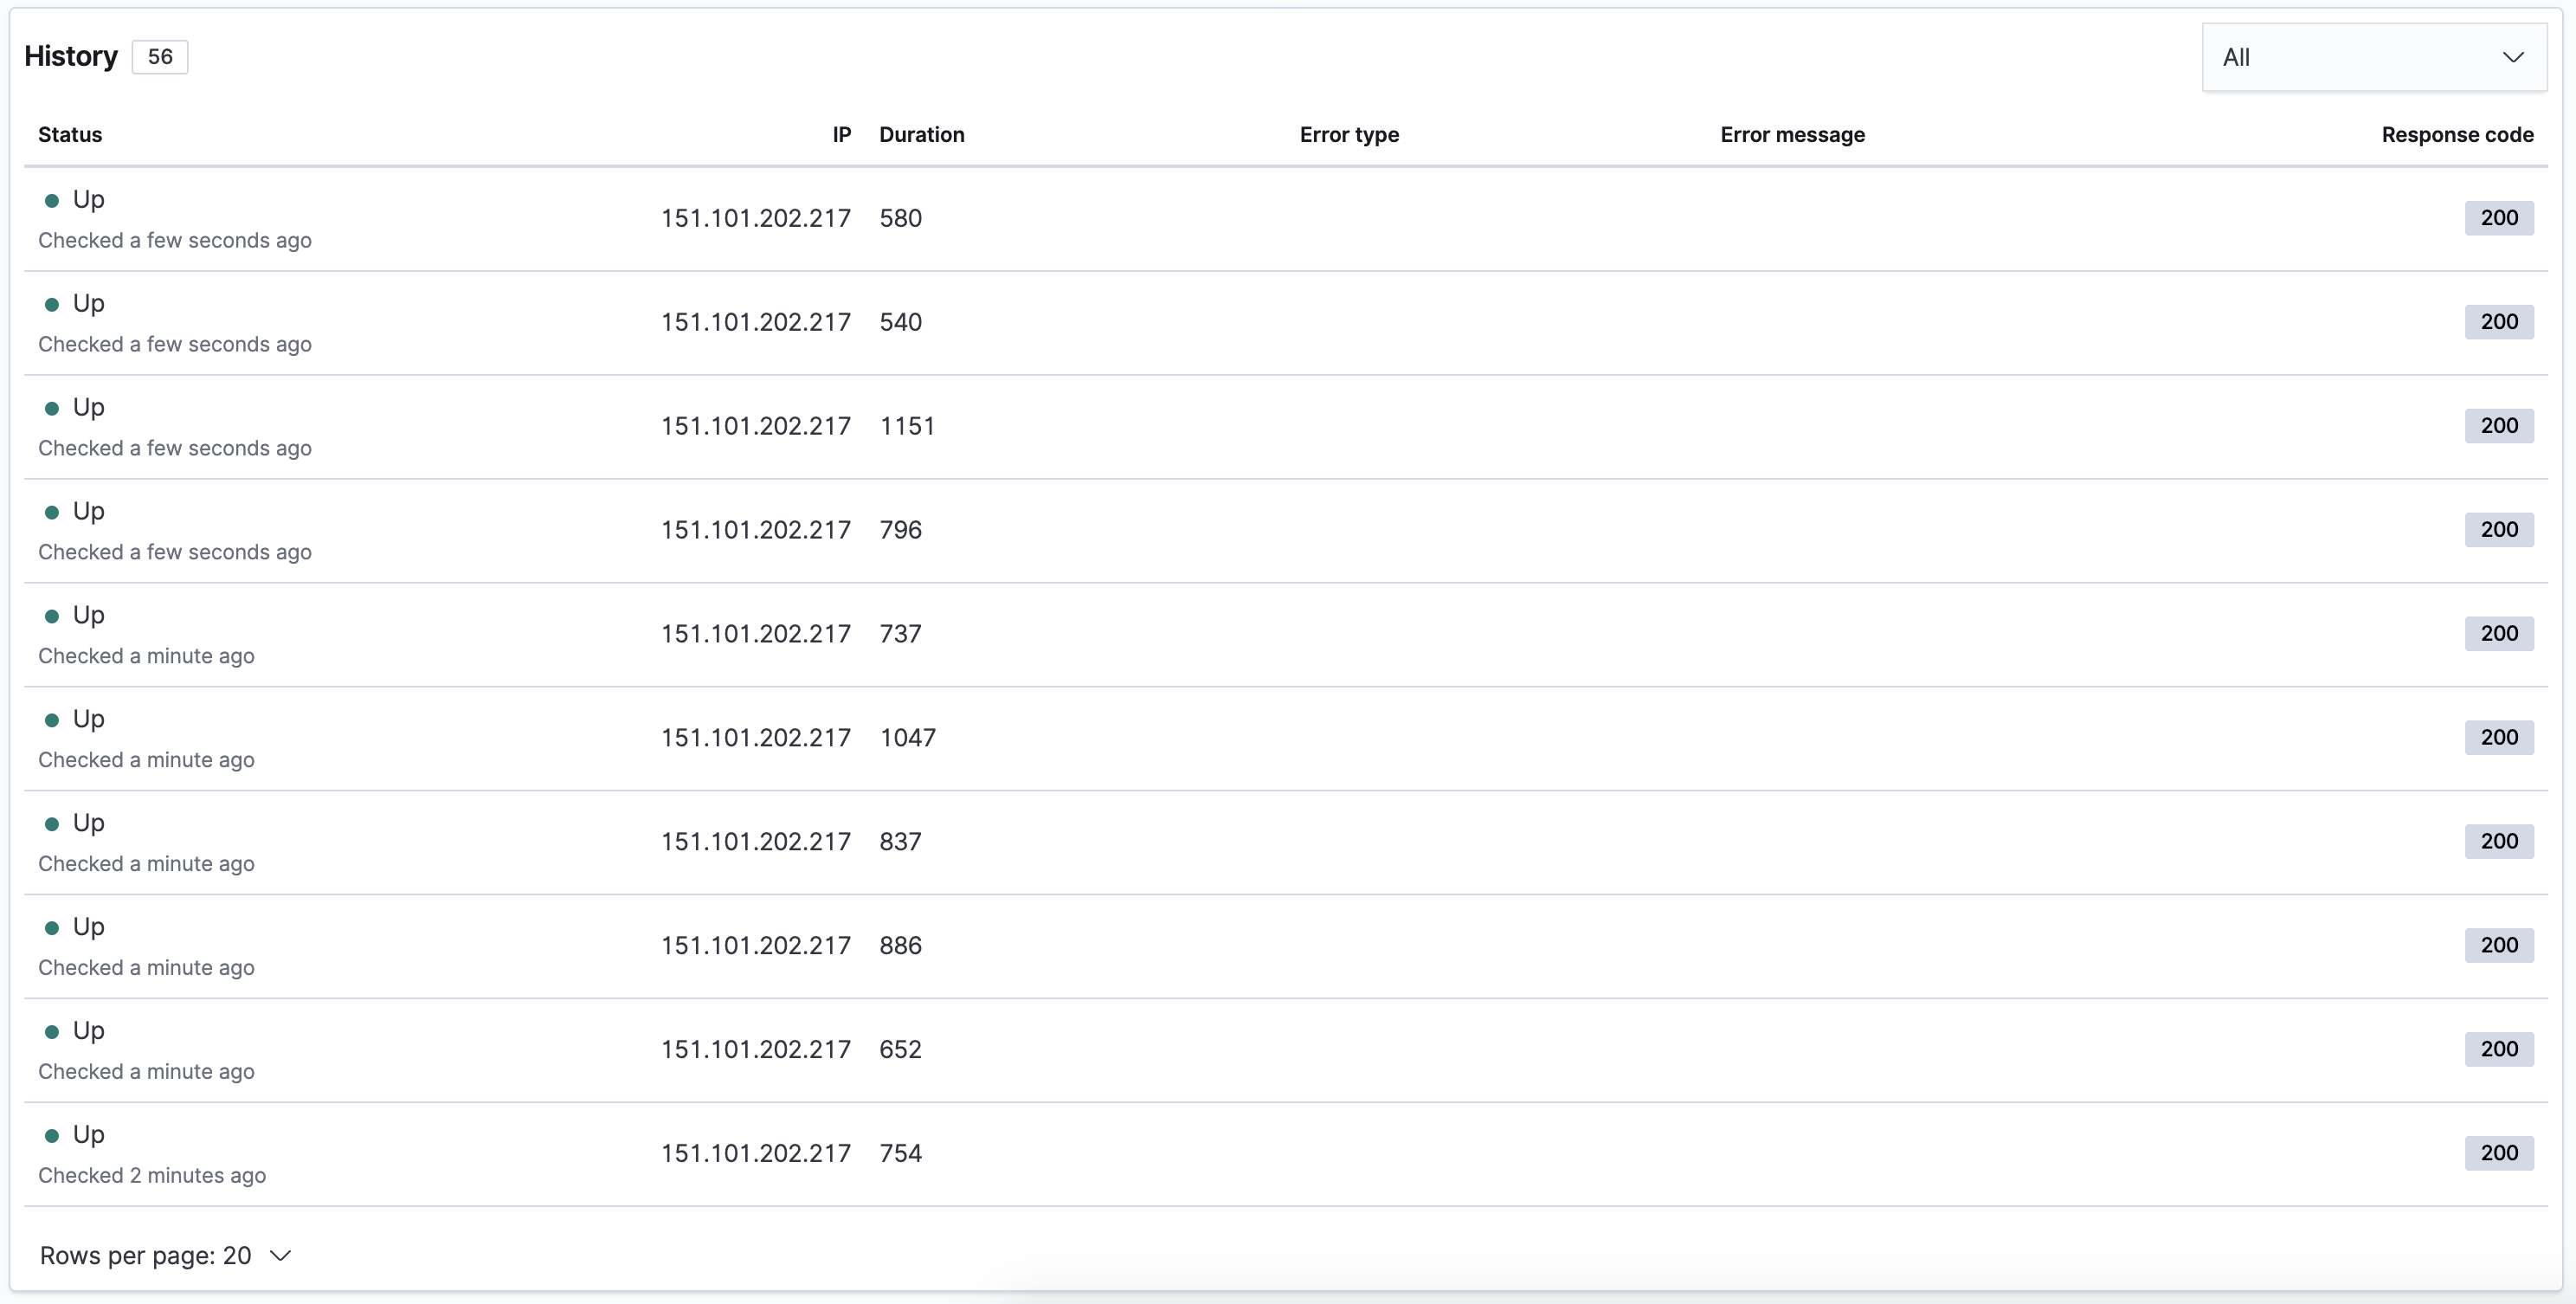 History 56 All
Status IP Duration Error type Error message Response code
Up
151.101.202.217 580 200
Checked a few seconds ago
Up
151.101.202.217 540 200
Checked a few seconds ago
Up
151.101.202.217 1151 200
Checked a few seconds ago
Up
151.101.202.217 796 200
Checked a few seconds ago
Up
151.101.202.217 737 200
Checked a minute ago
Up
151.101.202.217 1047 200
Checked a minute ago
Up
151.101.202.217 837 200
Checked a minute ago
Up
151.101.202.217 886 200
Checked a minute ago
Up
151.101.202.217 652 200
Checked a minute ago
Up
151.101.202.217 754 200
Checked 2 minutes ago
Rows per page: 20